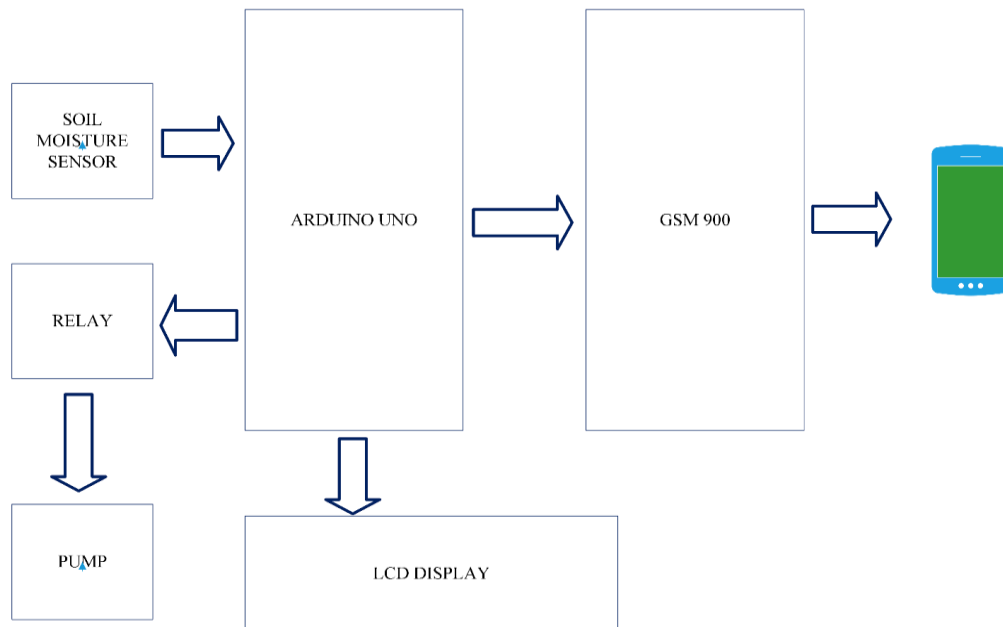 SOIL
MOISTURE
SENSOR
ARDUINO UNO
GSM 900
RELAY
PUMP
LCD DISPLAY